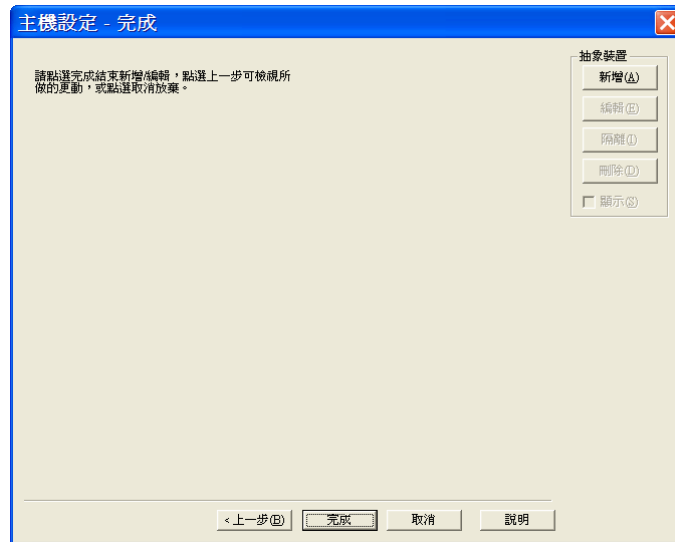 主機設定 - 完成
請點選完成結束新增/編輯，點選上一步可檢視所
做的更動，或點選取消放棄。
抽象裝置
新增(A)
編輯(E)
隔離(I)
刪除(D)
顯示(S)
<上一步(B)
完成
取消
說明